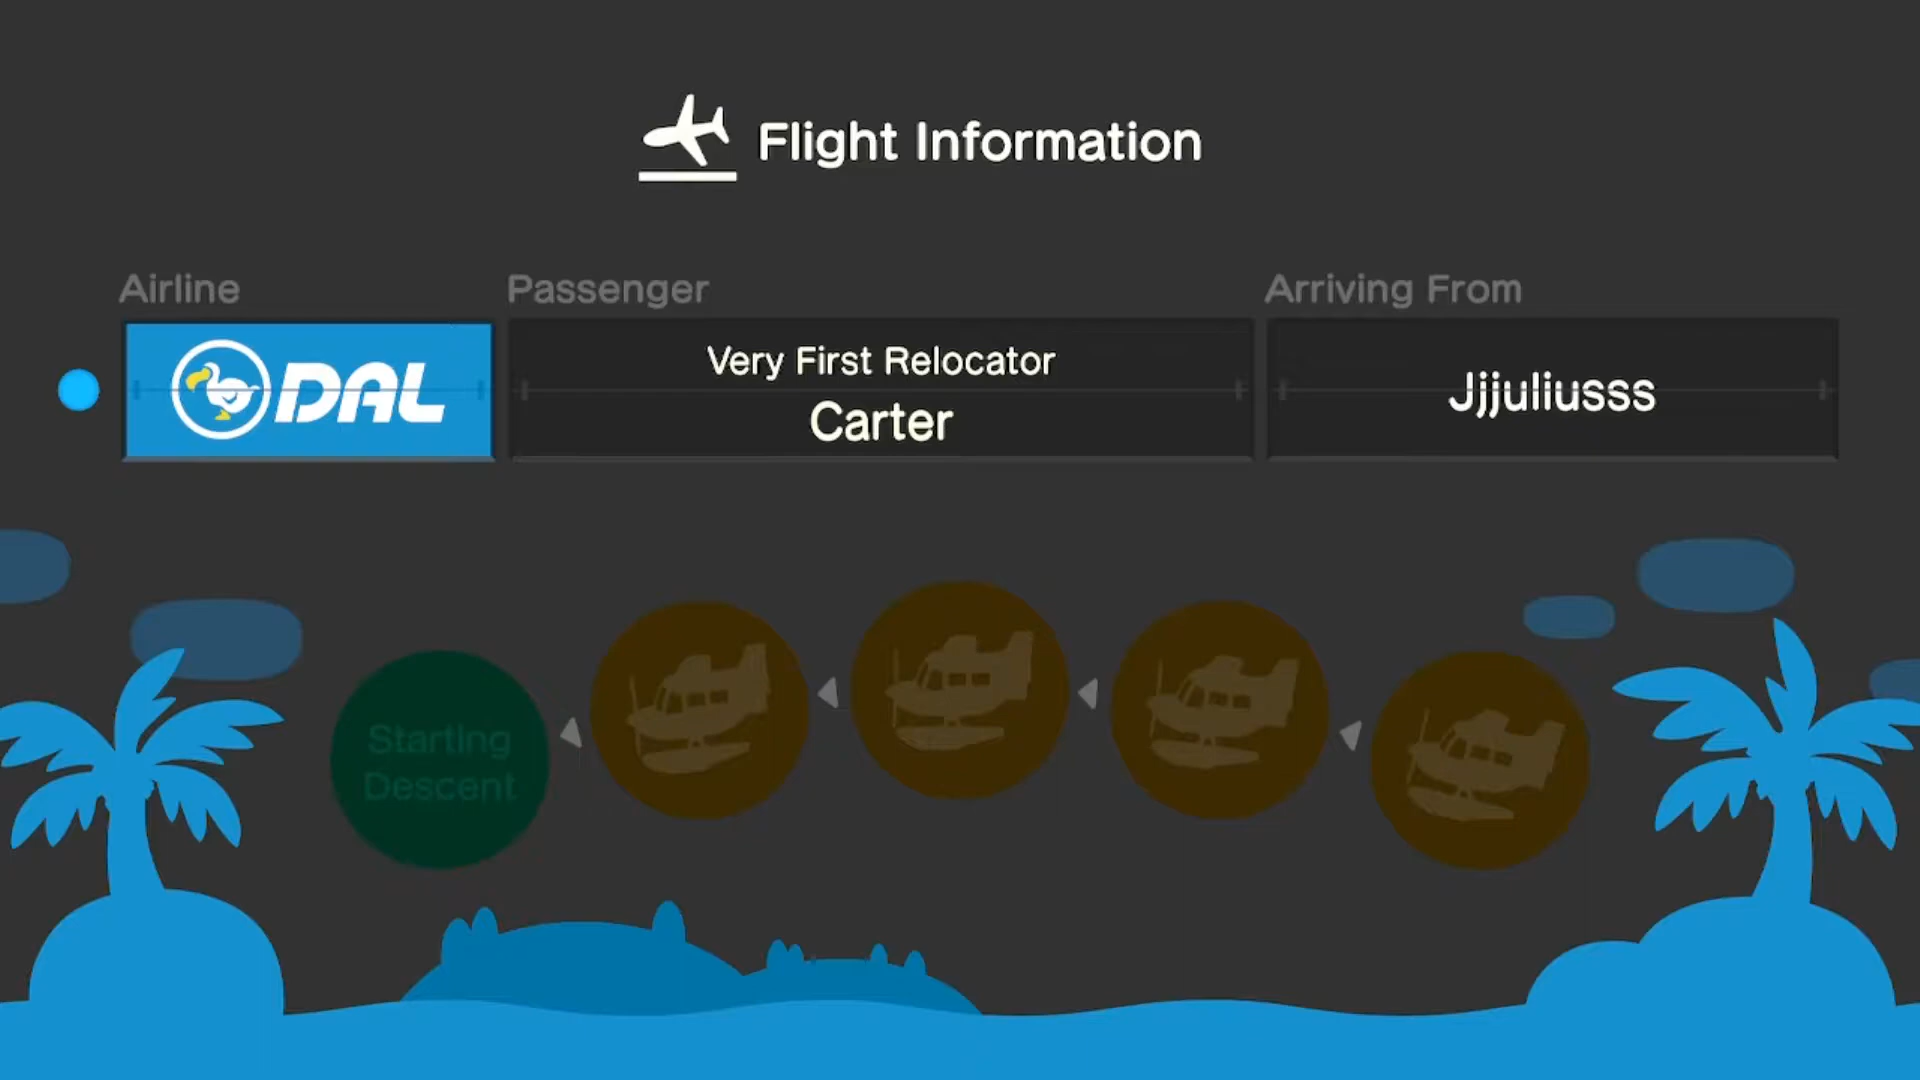 Flight Information
Airline
Passenger
Arriving From
DAL
Very First Relocator
Carter
Jjjuliusss
Starting
Descent